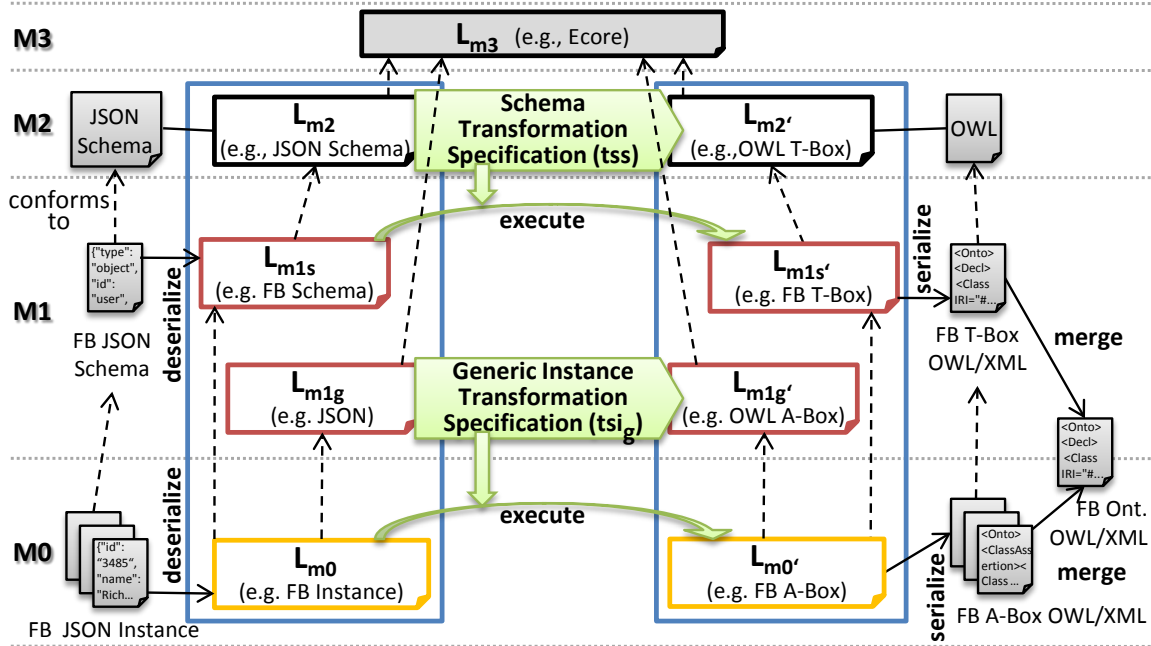 M3
Lm3 (e.g., Ecore)
M2
JSON
Schema
Lm2
(e.g., JSON Schema)
Schema
Transformation
Specification (tss)
Lm2‘
(e.g.,OWL T-Box)
OWL
conforms
to
execute
M1
{"type":
"object",
"id":
"user",
FB JSON
Schema
deserialize
Lm1s
(e.g. FB Schema)
Lm1s‘
(e.g. FB T-Box)
serialize
<Onto>
<Decl>
<Class
IRI="#...
FB T-Box
OWL/XML
merge
Lm1g
(e.g. JSON)
Generic Instance
Transformation
Specification (tsig)
Lm1g‘
(e.g. OWL A-Box)
<Onto>
<Decl>
<Class
IRI="#...
FB Ont.
OWL/XML
M0
{"id":
“3485“,
"name":
"Rich…
FB JSON Instance
deserialize
execute
Lm0
(e.g. FB Instance)
Lm0‘
(e.g. FB A-Box)
serialize
<Onto>
<ClassAss
ertion><
Class ...
merge
FB A-Box OWL/XML